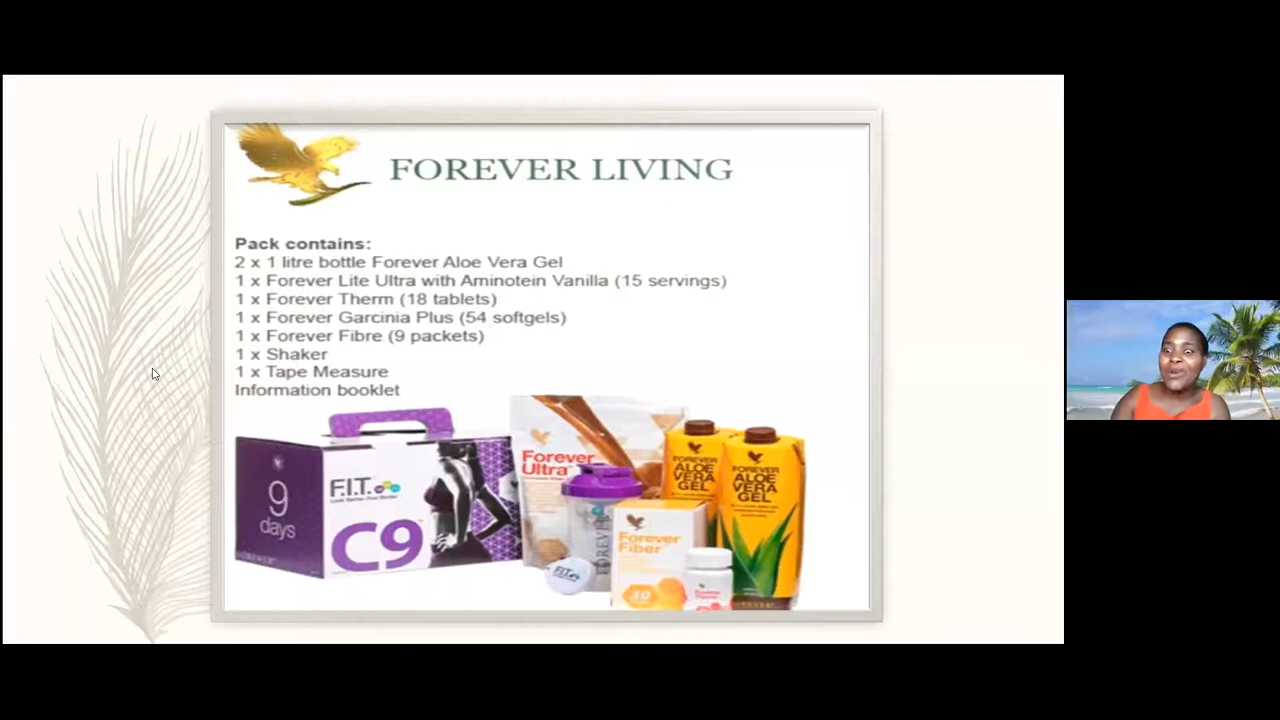 FOREVER LIVING
Pack contains:
2 x 1 litre bottle Forever Aloe Vera Gel
1 x Forever Lite Ultra with Aminotein Vanilla (15 servings)
1 x Forever Therm (18 tablets)
1 x Forever Garcinia Plus (54 softgels)
1 x Forever Fibre (9 packets)
1 x Shaker
1 x Tape Measure
Information booklet
9
days
F.I.T.
C9
Forever
Ultra
FOREVER
F.I.T.
Forever
Fiber
30
FOREVER
ALOE
VERA
GEL
FOREVER
ALOE
VERA
GEL